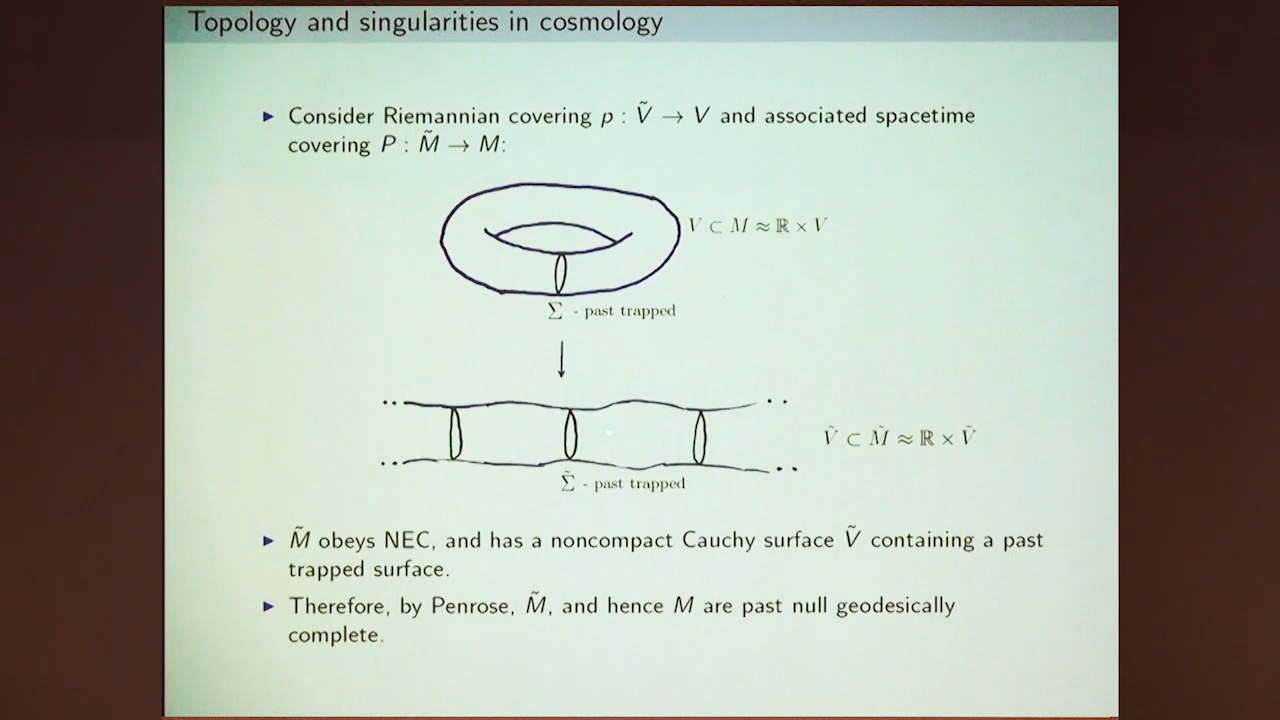 Topology and singularities in cosmology
▶ Consider Riemannian covering p : Ṽ → V and associated spacetime
covering P : M̃ → M:
V ⊂ M ≈ ℝ × V
Σ - past trapped
Ṽ ⊂ M̃ ≈ ℝ × Ṽ
Σ̃ - past trapped
▶ M̃ obeys NEC, and has a noncompact Cauchy surface Ṽ containing a past
trapped surface.
▶ Therefore, by Penrose, M̃, and hence M are past null geodesically
complete.